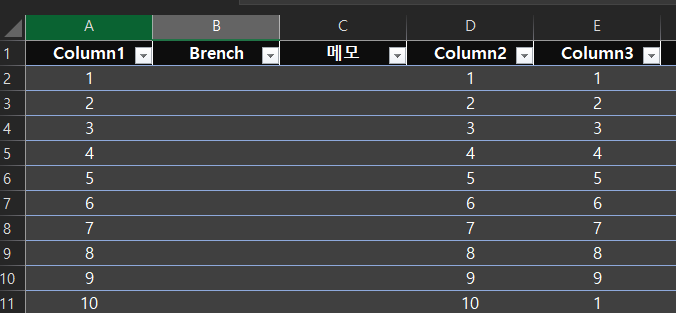 A B C D E
1 Column1 Brench 메모 Column2 Column3
2 1 1 1
3 2 2 2
4 3 3 3
5 4 4 4
6 5 5 5
7 6 6 6
8 7 7 7
9 8 8 8
10 9 9 9
11 10 10 1